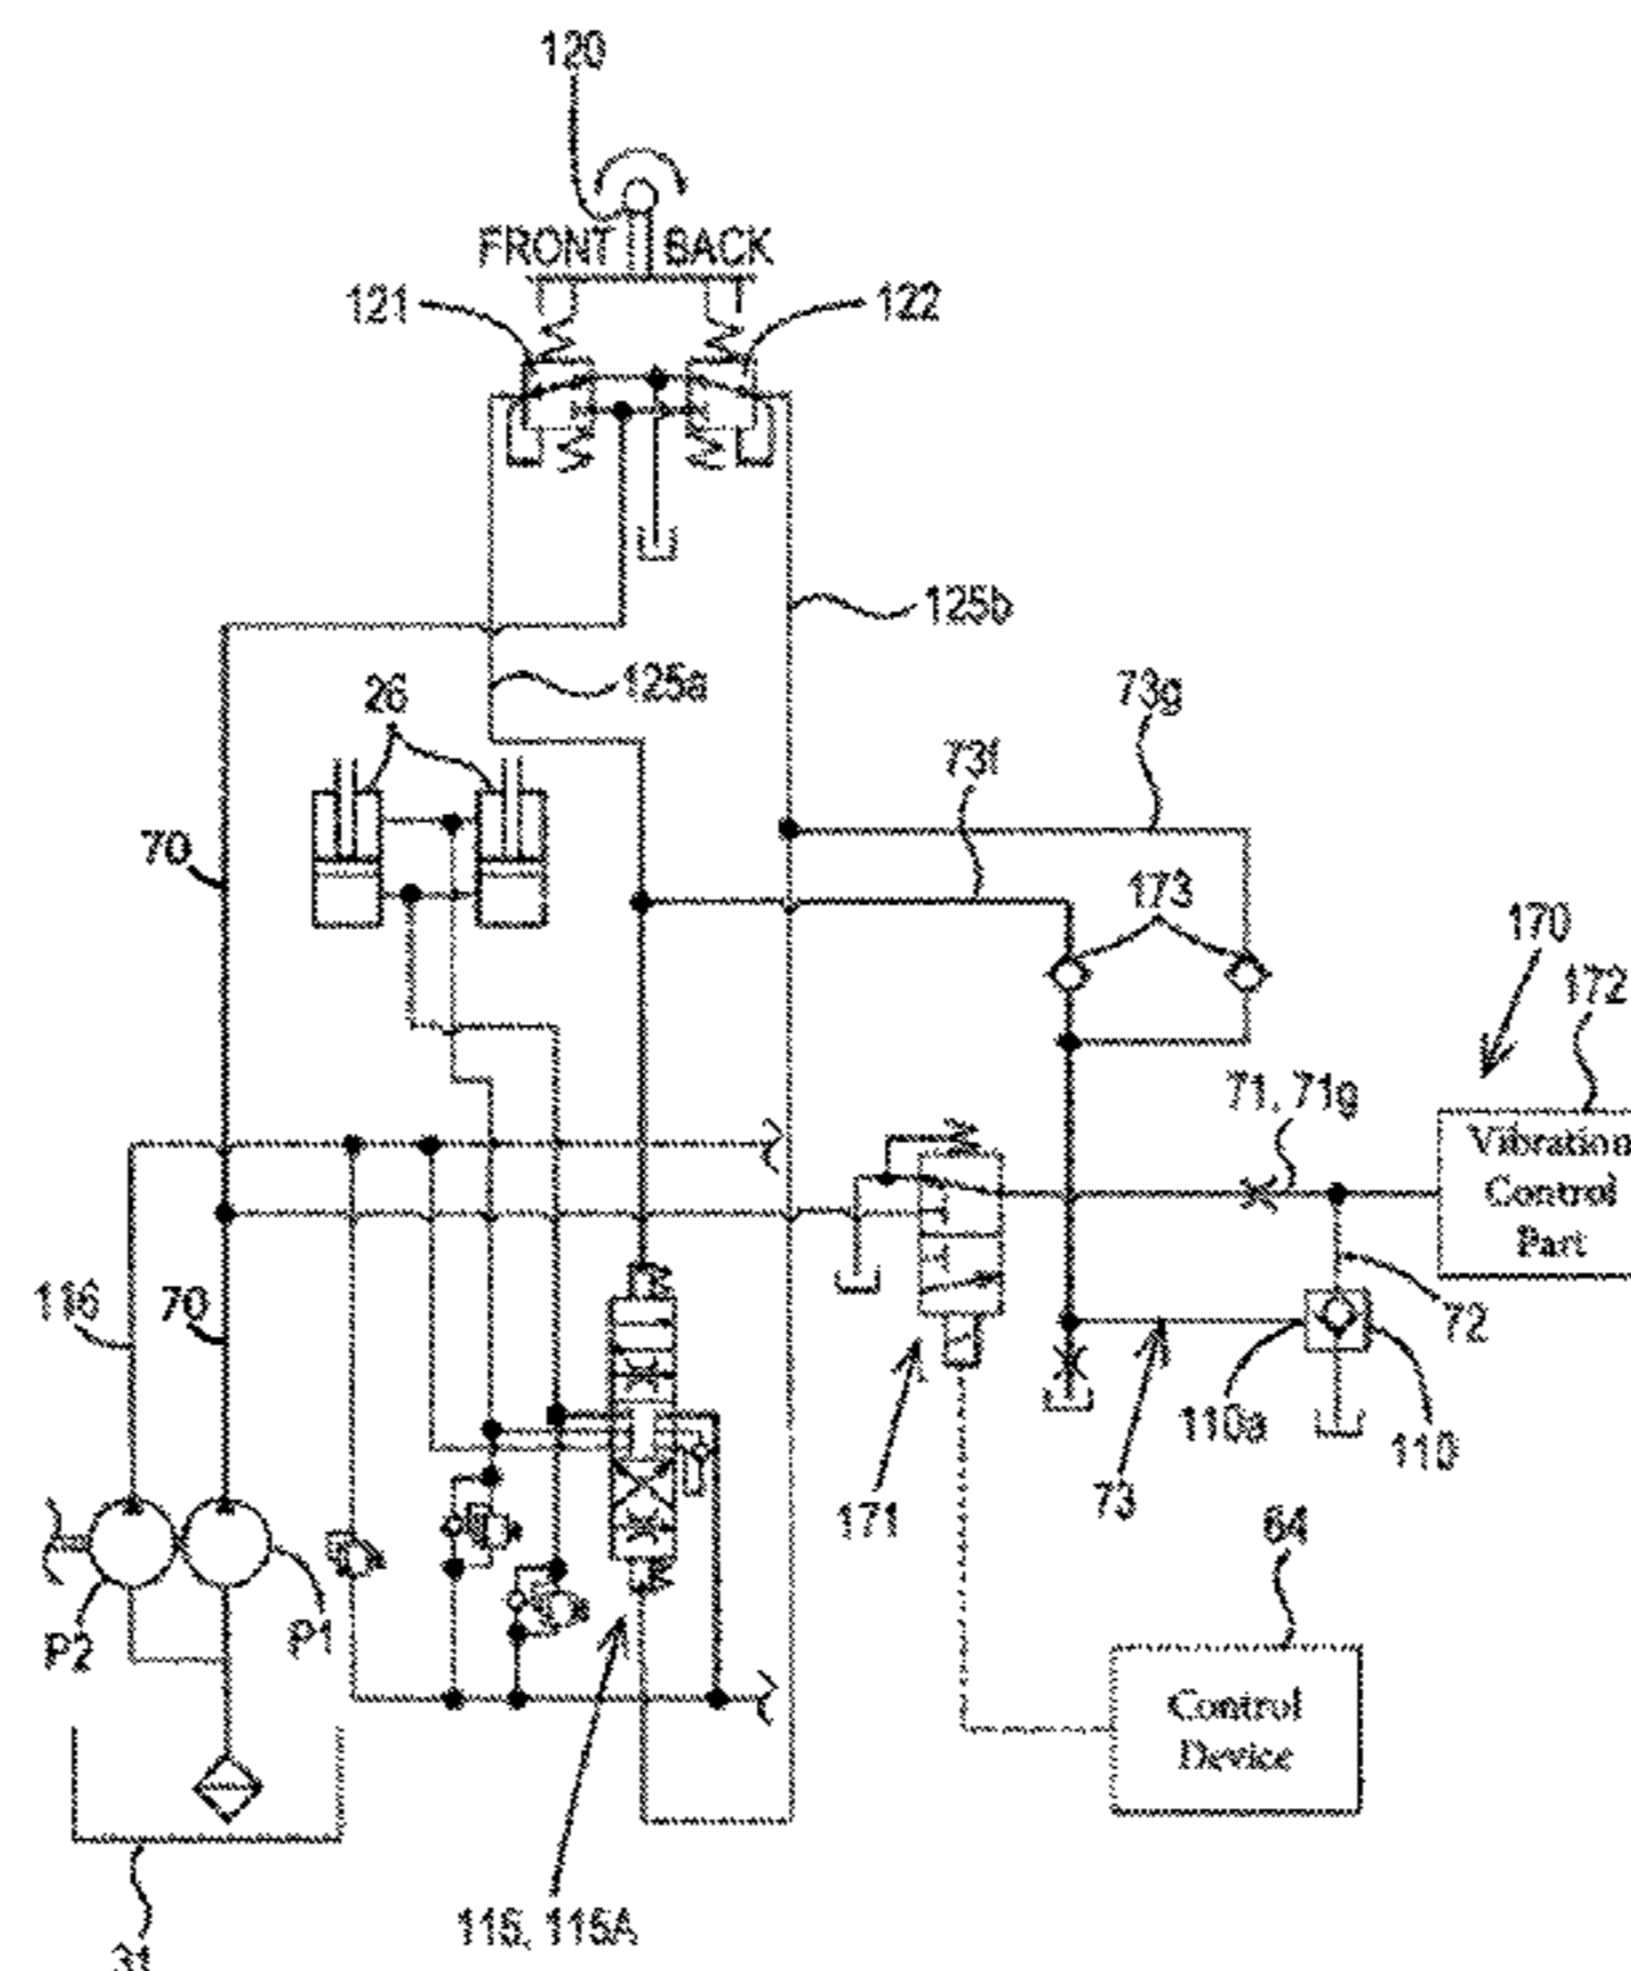 120
FRONT BACK
121
122
125b
125a
26
73g
73f
70
173
170
172
71, 71g
Vibration
Control
Part
116
70
72
110a
110
73
171
64
P2
P1
Control
Device
115, 115A
31